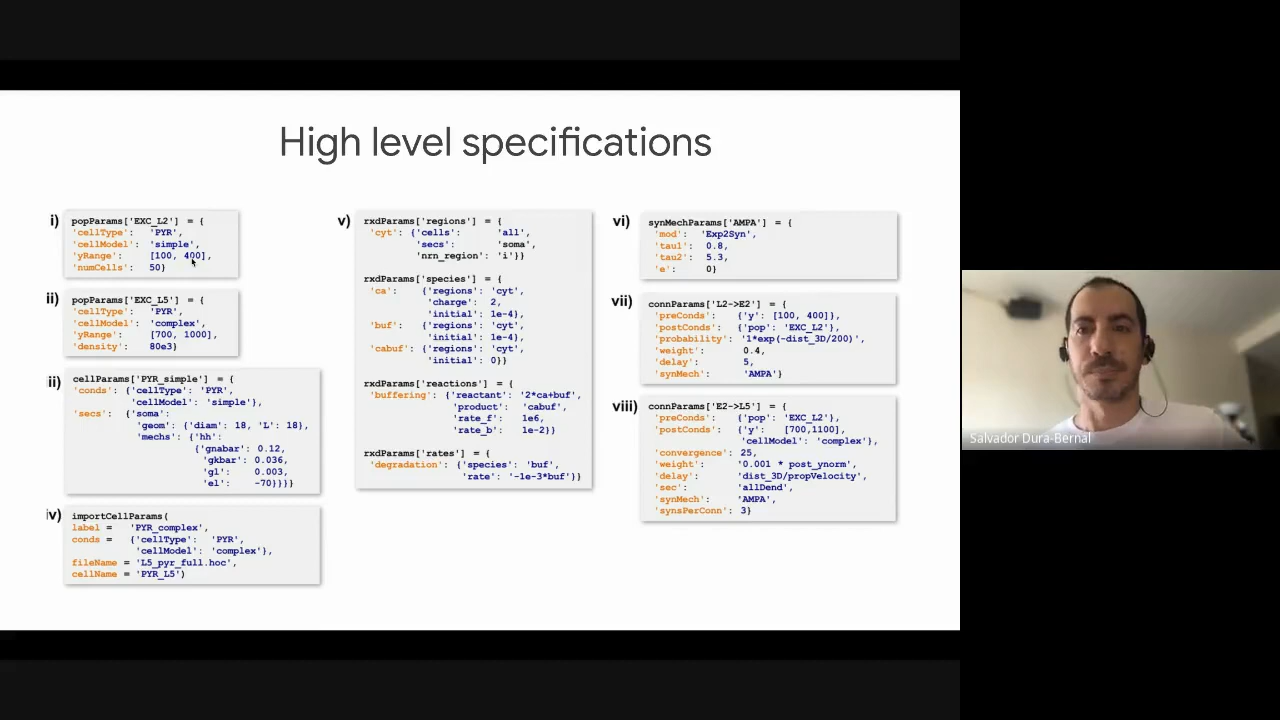 High level specifications
i)
popParams['EXC_L2'] = {
'cellType': 'PYR',
'cellModel': 'simple',
'yRange': [100, 400],
'numCells': 50}
ii)
popParams['EXC_L5'] = {
'cellType': 'PYR',
'cellModel': 'complex',
'yRange': [700, 1000],
'density': 80e3}
ii)
cellParams['PYR_simple'] = {
'conds': {'cellType': 'PYR',
'cellModel': 'simple'},
'secs': {'soma':
'geom': {'diam': 18, 'L': 18},
'mechs': {'hh':
{'gnabar': 0.12,
'gkbar': 0.036,
'gl': 0.003,
'el': -70}}}}
iv)
importCellParams(
label = 'PYR_complex',
conds = {'cellType': 'PYR',
'cellModel': 'complex'},
fileName = 'L5_pyr_full.hoc',
cellName = 'PYR_L5')
v)
rxdParams['regions'] = {
'cyt': {'cells': 'all',
'secs': 'soma',
'nrn_region': 'i'}}
rxdParams['species'] = {
'ca': {'regions': 'cyt',
'charge': 2,
'initial': 1e-4},
'buf': {'regions': 'cyt',
'initial': 1e-4},
'cabuf': {'regions': 'cyt',
'initial': 0}}
rxdParams['reactions'] = {
'buffering': {'reactant': '2*ca+buf',
'product': 'cabuf',
'rate_f': 1e6,
'rate_b': 1e-2}}
rxdParams['rates'] = {
'degradation': {'species': 'buf',
'rate': '-1e-3*buf'}}
vi)
synMechParams['AMPA'] = {
'mod': 'Exp2Syn',
'tau1': 0.8,
'tau2': 5.3,
'e': 0}
vii)
connParams['L2->E2'] = {
'preConds': {'y': [100, 400]},
'postConds': {'pop': 'EXC_L2'},
'probability': '1*exp(-dist_3D/200)',
'weight': 0.4,
'delay': 5,
'synMech': 'AMPA'}
viii)
connParams['E2->L5'] = {
'preConds': {'pop': 'EXC_L2'},
'postConds': {'y': [700,1100],
'cellModel': 'complex'},
'convergence': 25,
'weight': '0.001 * post_ynorm',
'delay': 'dist_3D/propVelocity',
'sec': 'allDend',
'synMech': 'AMPA',
'synsPerConn': 3}
Salvador Dura-Bernal